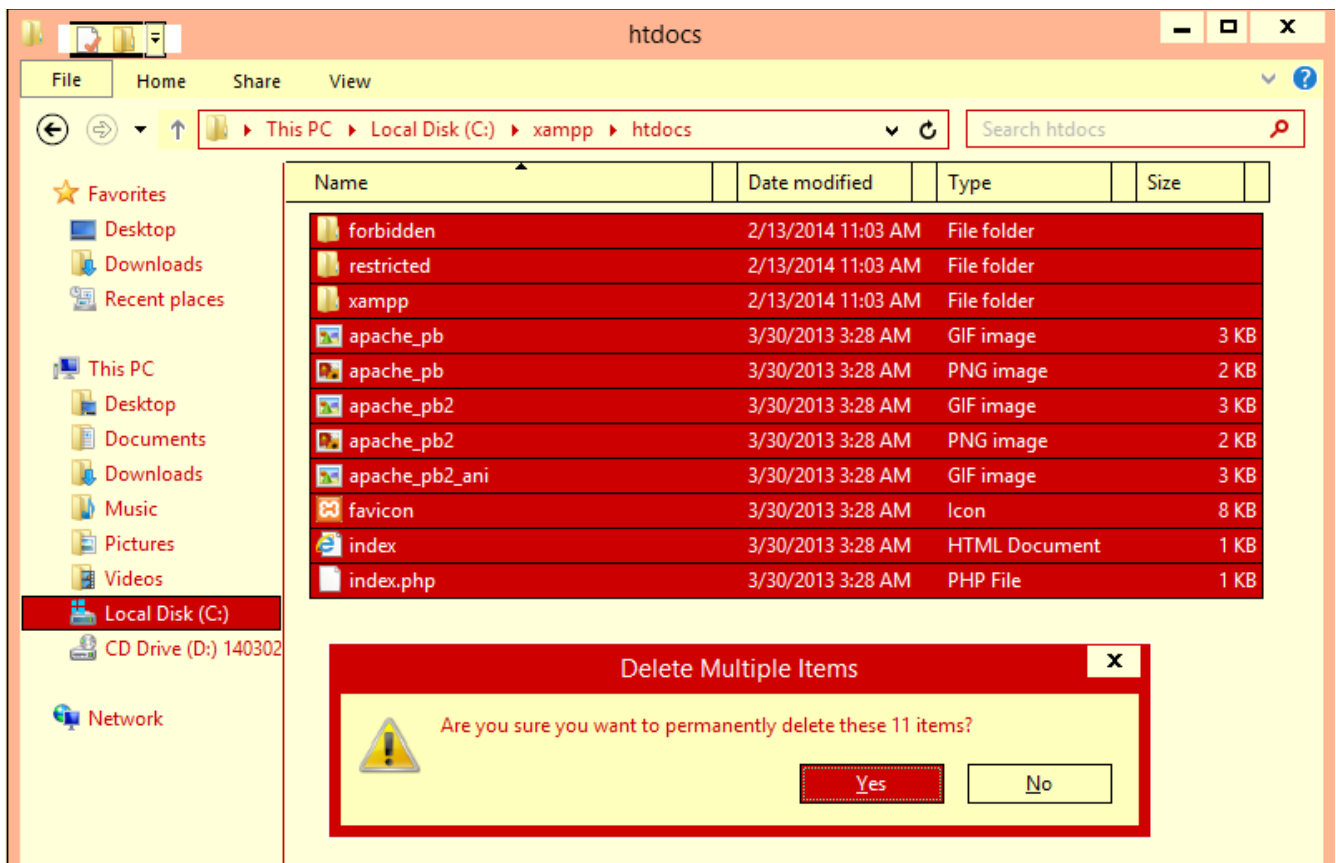 htdocs
File Home Share View
This PC Local Disk (C:) xampp htdocs
Search htdocs
Favorites
Desktop
Downloads
Recent places
This PC
Desktop
Documents
Downloads
Music
Pictures
Videos
Local Disk (C:)
CD Drive (D:) 140302
Network
Name Date modified Type Size
forbidden 2/13/2014 11:03 AM File folder
restricted 2/13/2014 11:03 AM File folder
xampp 2/13/2014 11:03 AM File folder
apache_pb 3/30/2013 3:28 AM GIF image 3 KB
apache_pb 3/30/2013 3:28 AM PNG image 2 KB
apache_pb2 3/30/2013 3:28 AM GIF image 3 KB
apache_pb2 3/30/2013 3:28 AM PNG image 2 KB
apache_pb2_ani 3/30/2013 3:28 AM GIF image 3 KB
favicon 3/30/2013 3:28 AM Icon 8 KB
index 3/30/2013 3:28 AM HTML Document 1 KB
index.php 3/30/2013 3:28 AM PHP File 1 KB
Delete Multiple Items
Are you sure you want to permanently delete these 11 items?
Yes No